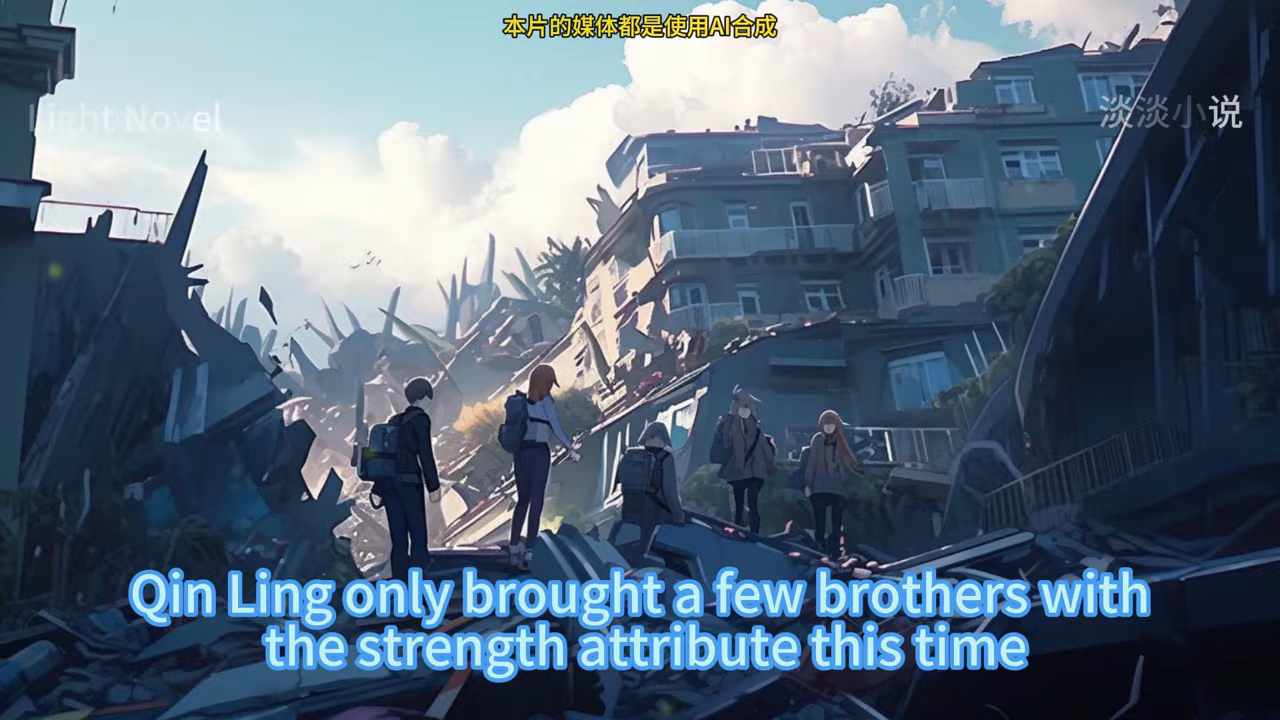 本片的媒体都是使用AI合成
Light Novel
淡淡小说
Qin Ling only brought a few brothers with
the strength attribute this time